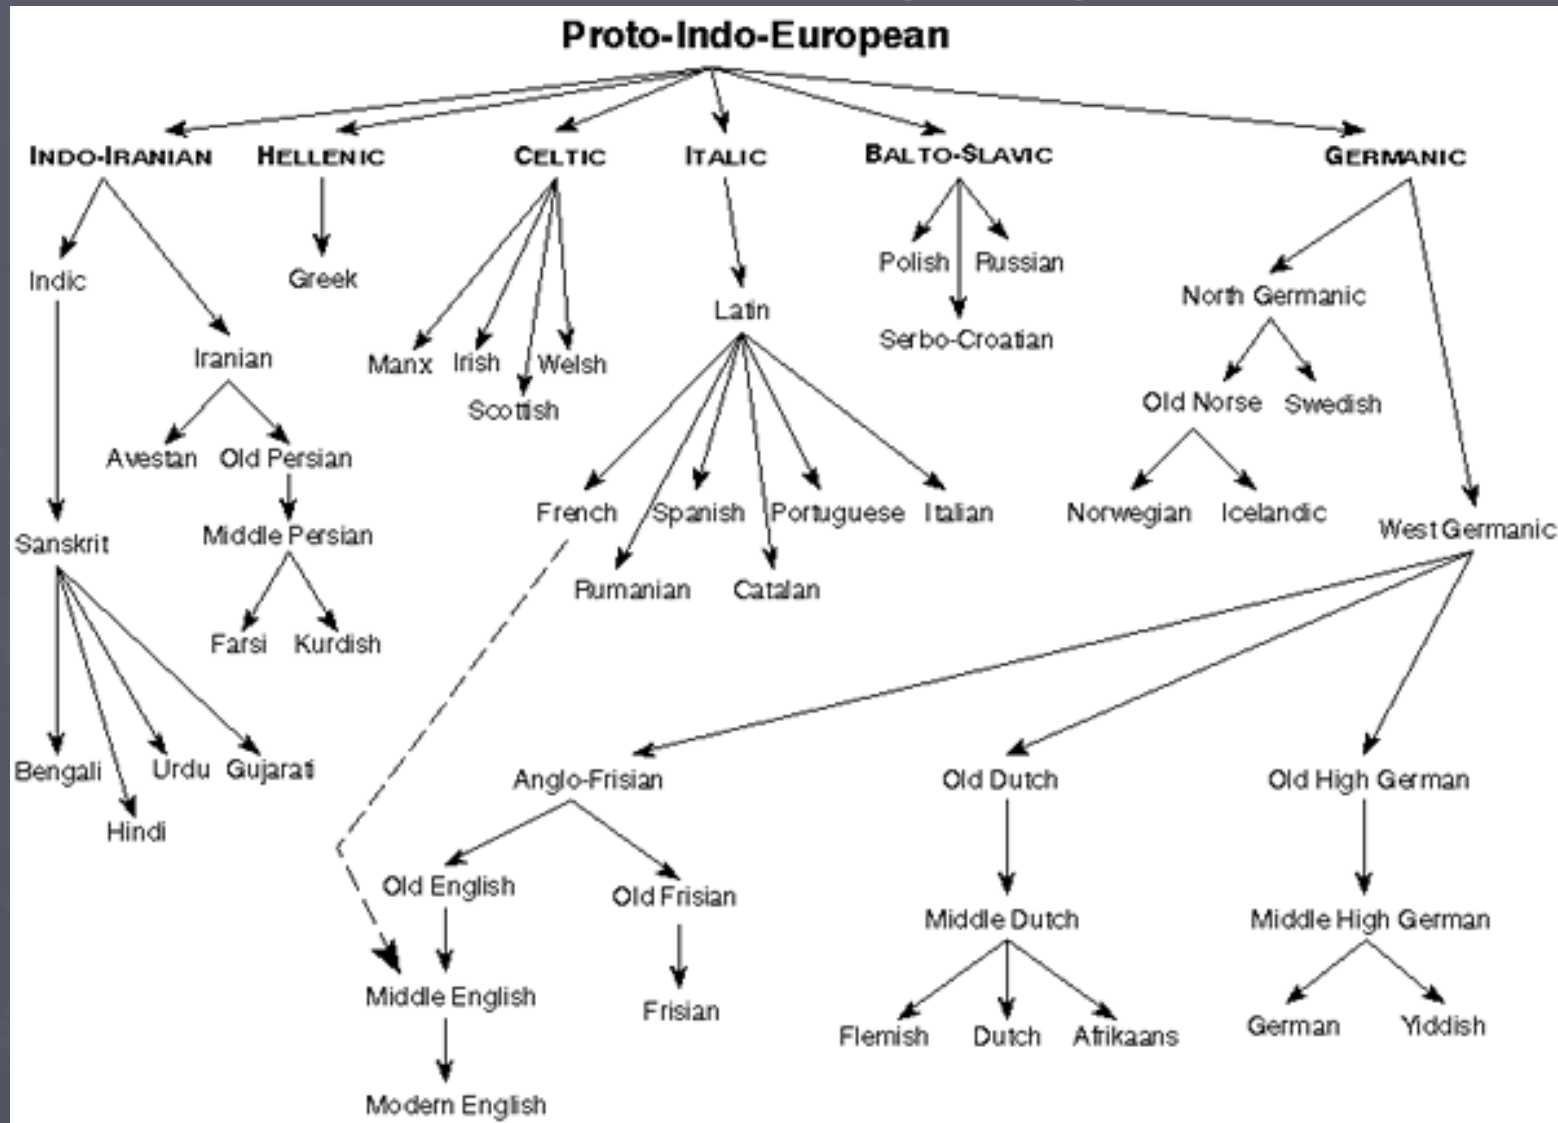 Proto-Indo-European
INDO-IRANIAN HELLENIC CELTIC ITALIC BALTO-SLAVIC GERMANIC
Indic Greek Polish Russian
North Germanic
Latin
Serbo-Croatian
Iranian Manx Irish Welsh
Scottish
Old Norse Swedish
Avestan Old Persian
French Spanish Portuguese Italian Norwegian Icelandic
West Germanic
Sanskrit Middle Persian
Rumanian Catalan
Farsi Kurdish
Bengali Urdu Gujarati
Anglo-Frisian Old Dutch Old High German
Hindi
Old English Old Frisian
Middle Dutch Middle High German
Middle English
Frisian
Flemish Dutch Afrikaans German Yiddish
Modern English